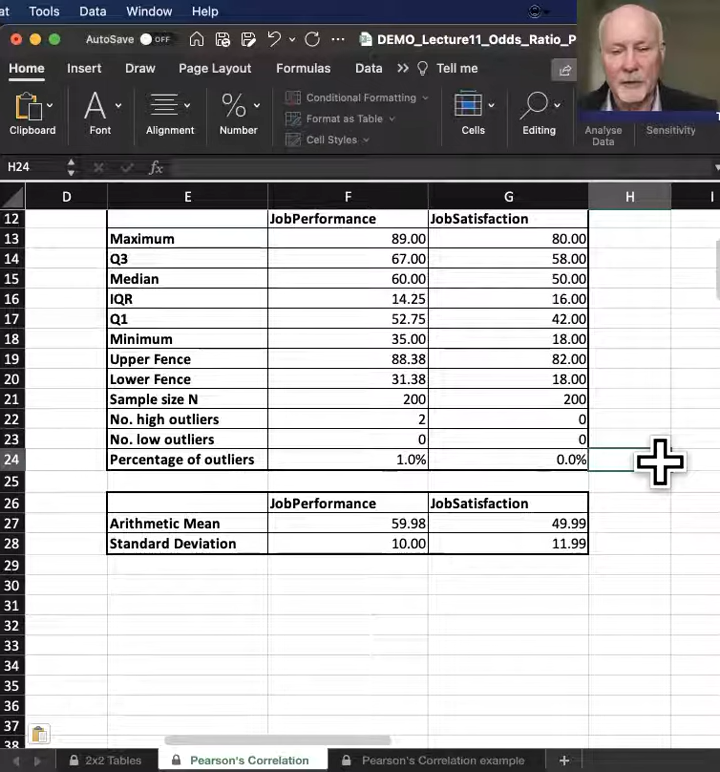 at Tools Data Window Help
AutoSave OFF ... DEMO_Lecture11_Odds_Ratio_P
Home Insert Draw Page Layout Formulas Data >> Tell me
Clipboard Font Alignment Number Conditional Formatting Format as Table Cell Styles Cells Editing Analyse Data Sensitivity
H24 fx
D E F G H I
12 JobPerformance JobSatisfaction
13 Maximum 89.00 80.00
14 Q3 67.00 58.00
15 Median 60.00 50.00
16 IQR 14.25 16.00
17 Q1 52.75 42.00
18 Minimum 35.00 18.00
19 Upper Fence 88.38 82.00
20 Lower Fence 31.38 18.00
21 Sample size N 200 200
22 No. high outliers 2 0
23 No. low outliers 0 0
24 Percentage of outliers 1.0% 0.0%
25
26 JobPerformance JobSatisfaction
27 Arithmetic Mean 59.98 49.99
28 Standard Deviation 10.00 11.99
29
30
31
32
33
34
35
36
37
38
2x2 Tables Pearson's Correlation Pearson's Correlation example +